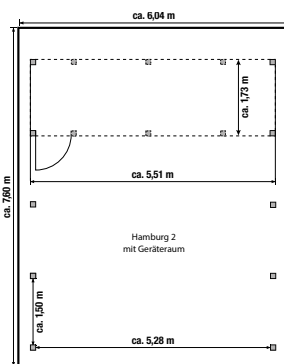 ca. 6,04 m
ca. 1,73 m
ca. 5,51 m
ca. 7,60 m
Hamburg 2
mit Geräteraum
ca. 1,50 m
ca. 5,28 m